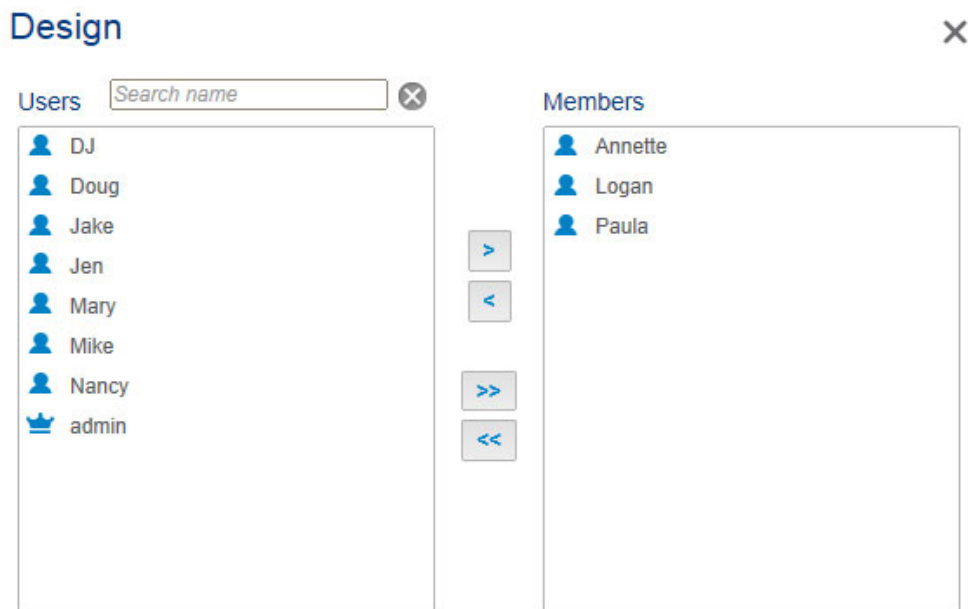 Design
Users
Search name
DJ
Doug
Jake
Jen
Mary
Mike
Nancy
admin
>
<
>>
<<
Members
Annette
Logan
Paula